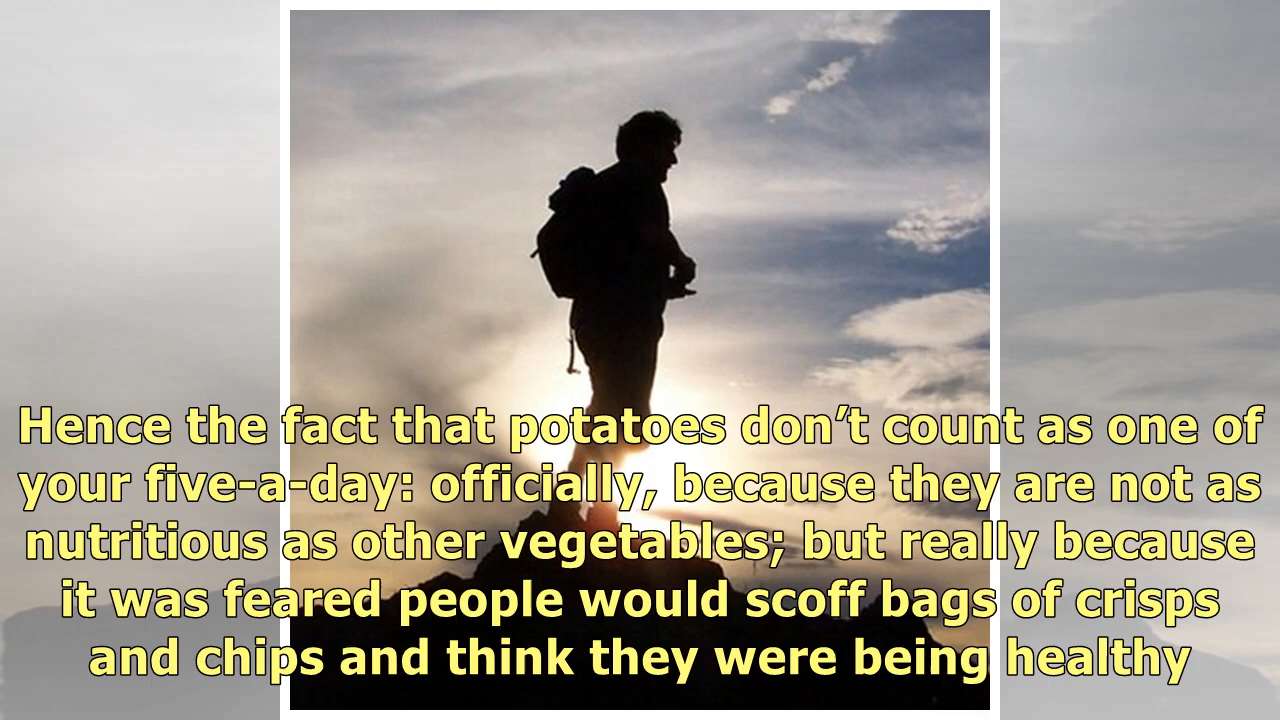 Hence the fact that potatoes don’t count as one of
your five-a-day: officially, because they are not as
nutritious as other vegetables; but really because
it was feared people would scoff bags of crisps
and chips and think they were being healthy